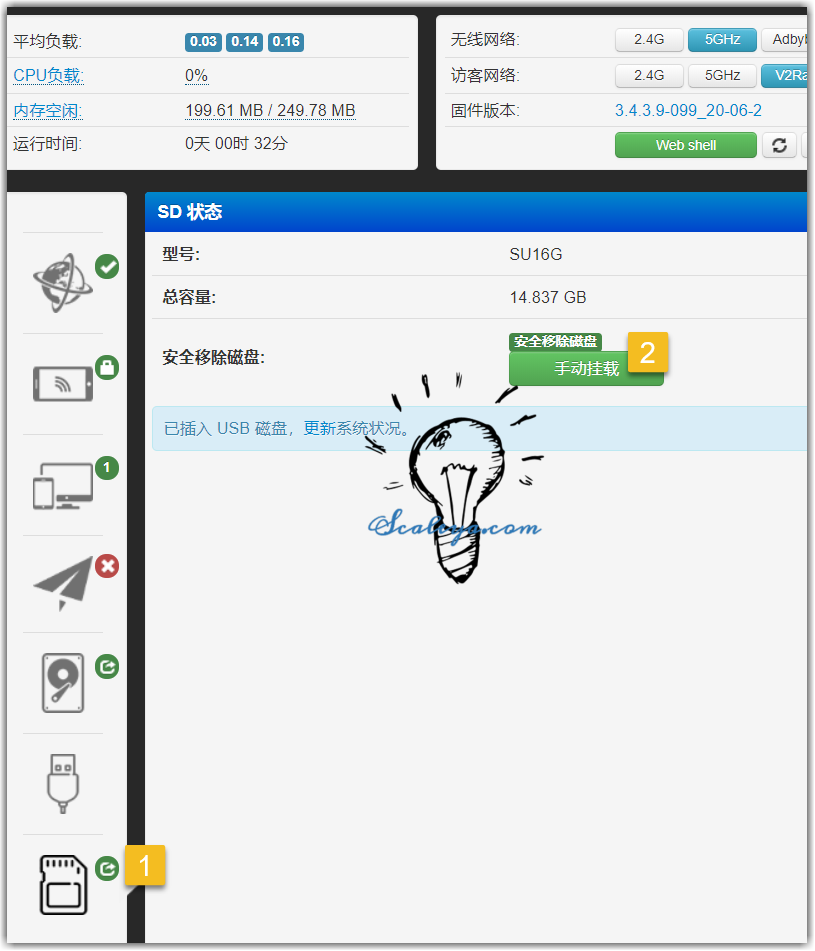 平均负载: 0.03 0.14 0.16
CPU负载: 0%
内存空闲: 199.61 MB / 249.78 MB
运行时间: 0天 00时 32分
无线网络: 2.4G 5GHz Adbyb
访客网络: 2.4G 5GHz V2Ra
固件版本: 3.4.3.9-099_20-06-2
Web shell
SD 状态
型号: SU16G
总容量: 14.837 GB
安全移除磁盘: 安全移除磁盘
手动挂载 2
已插入 USB 磁盘，更新系统状况。
Scaleya.com
1
1